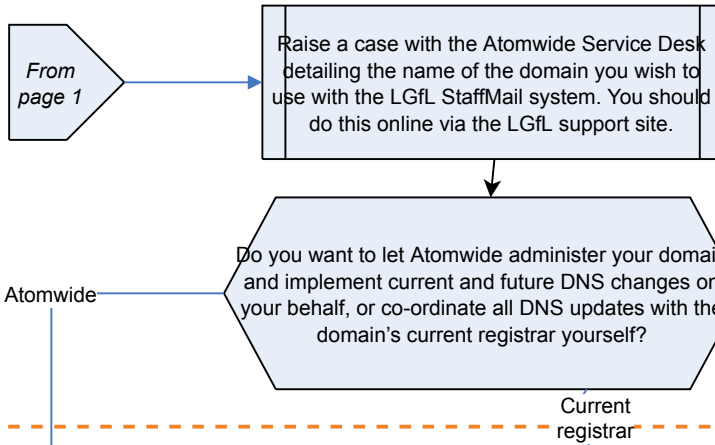 From
page 1
Raise a case with the Atomwide Service Desk
detailing the name of the domain you wish to
use with the LGfL StaffMail system. You should
do this online via the LGfL support site.
Do you want to let Atomwide administer your domai
and implement current and future DNS changes on
your behalf, or co-ordinate all DNS updates with the
domain’s current registrar yourself?
Atomwide
Current
registrar